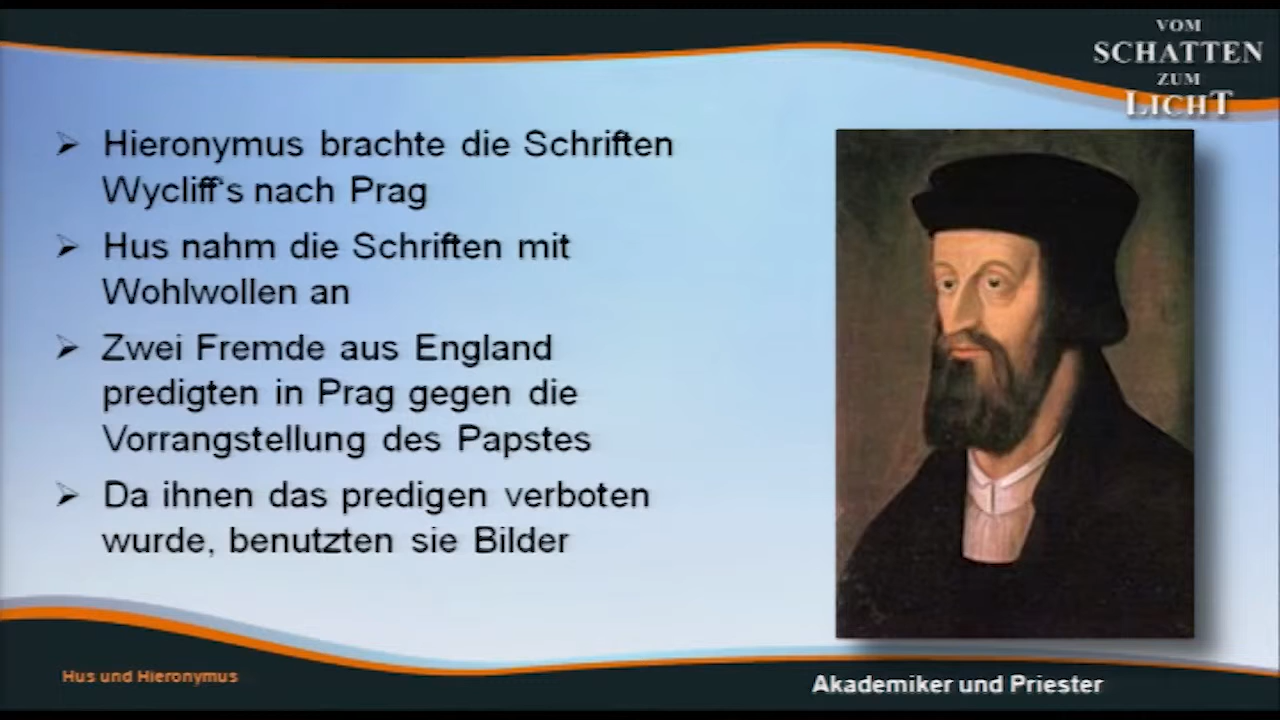 VOM
SCHATTEN
ZUM
LICHT
Hieronymus brachte die Schriften
Wycliff's nach Prag
Hus nahm die Schriften mit
Wohlwollen an
Zwei Fremde aus England
predigten in Prag gegen die
Vorrangstellung des Papstes
Da ihnen das predigen verboten
wurde, benutzten sie Bilder
Hus und Hieronymus
Akademiker und Priester